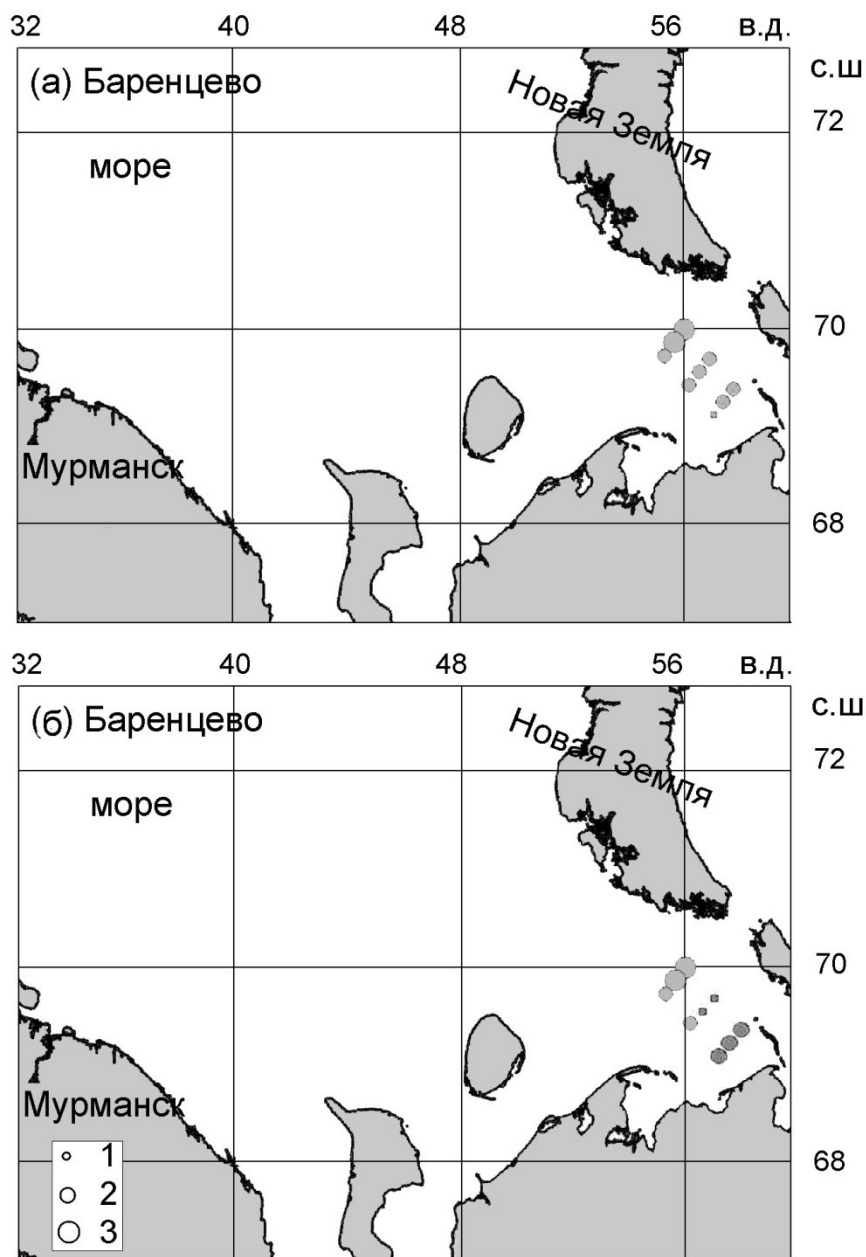 32 40 48 56 в.д.
с.ш
(а) Баренцево
море
Новая Земля
72
70
Мурманск
68
32 40 48 56 в.д.
с.ш
(б) Баренцево
море
Новая Земля
72
70
Мурманск
68
1
2
3